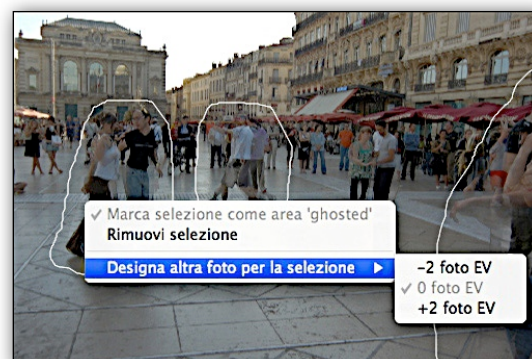 ✓ Marca selezione come area 'ghosted'
Rimuovi selezione
Designa altra foto per la selezione ▶
-2 foto EV
✓ 0 foto EV
+2 foto EV